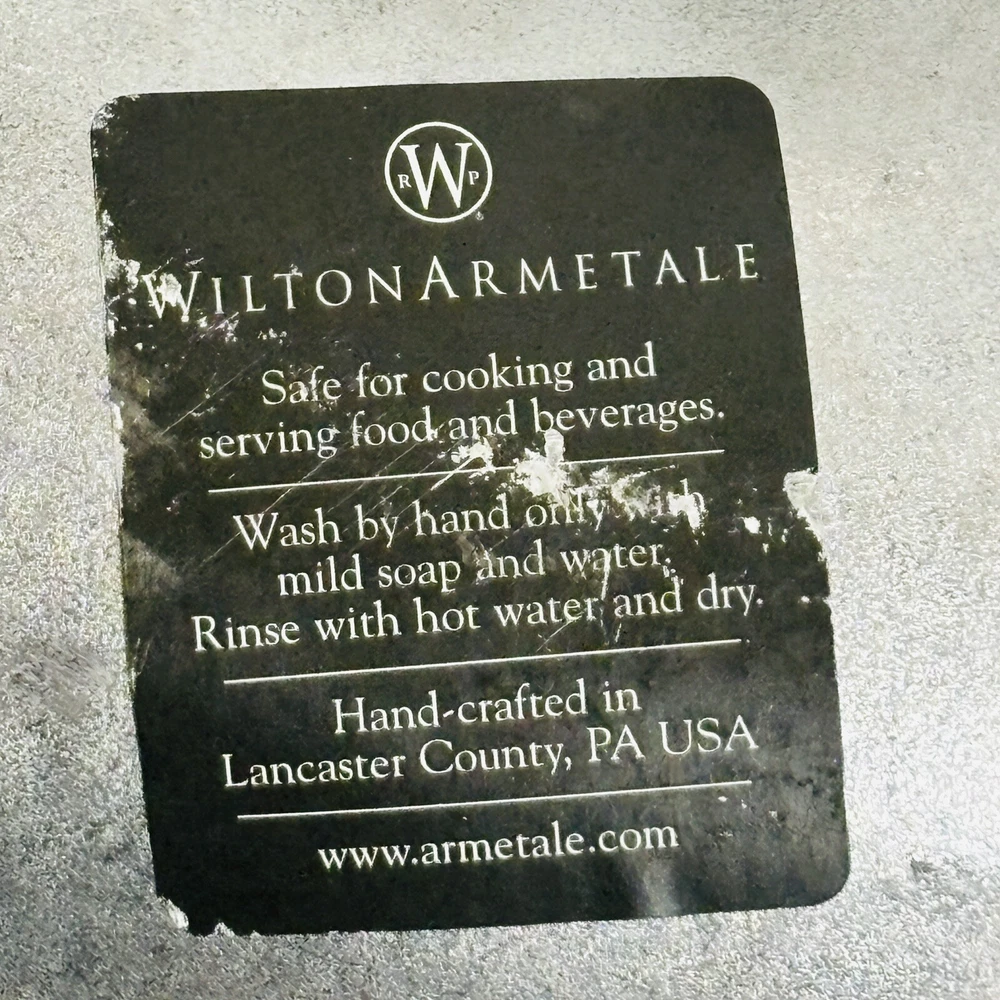 R W P
®
WILTONARMETALE
Safe for cooking and
serving food and beverages.
Wash by hand only with
mild soap and water.
Rinse with hot water and dry.
Hand-crafted in
Lancaster County, PA USA
www.armetale.com